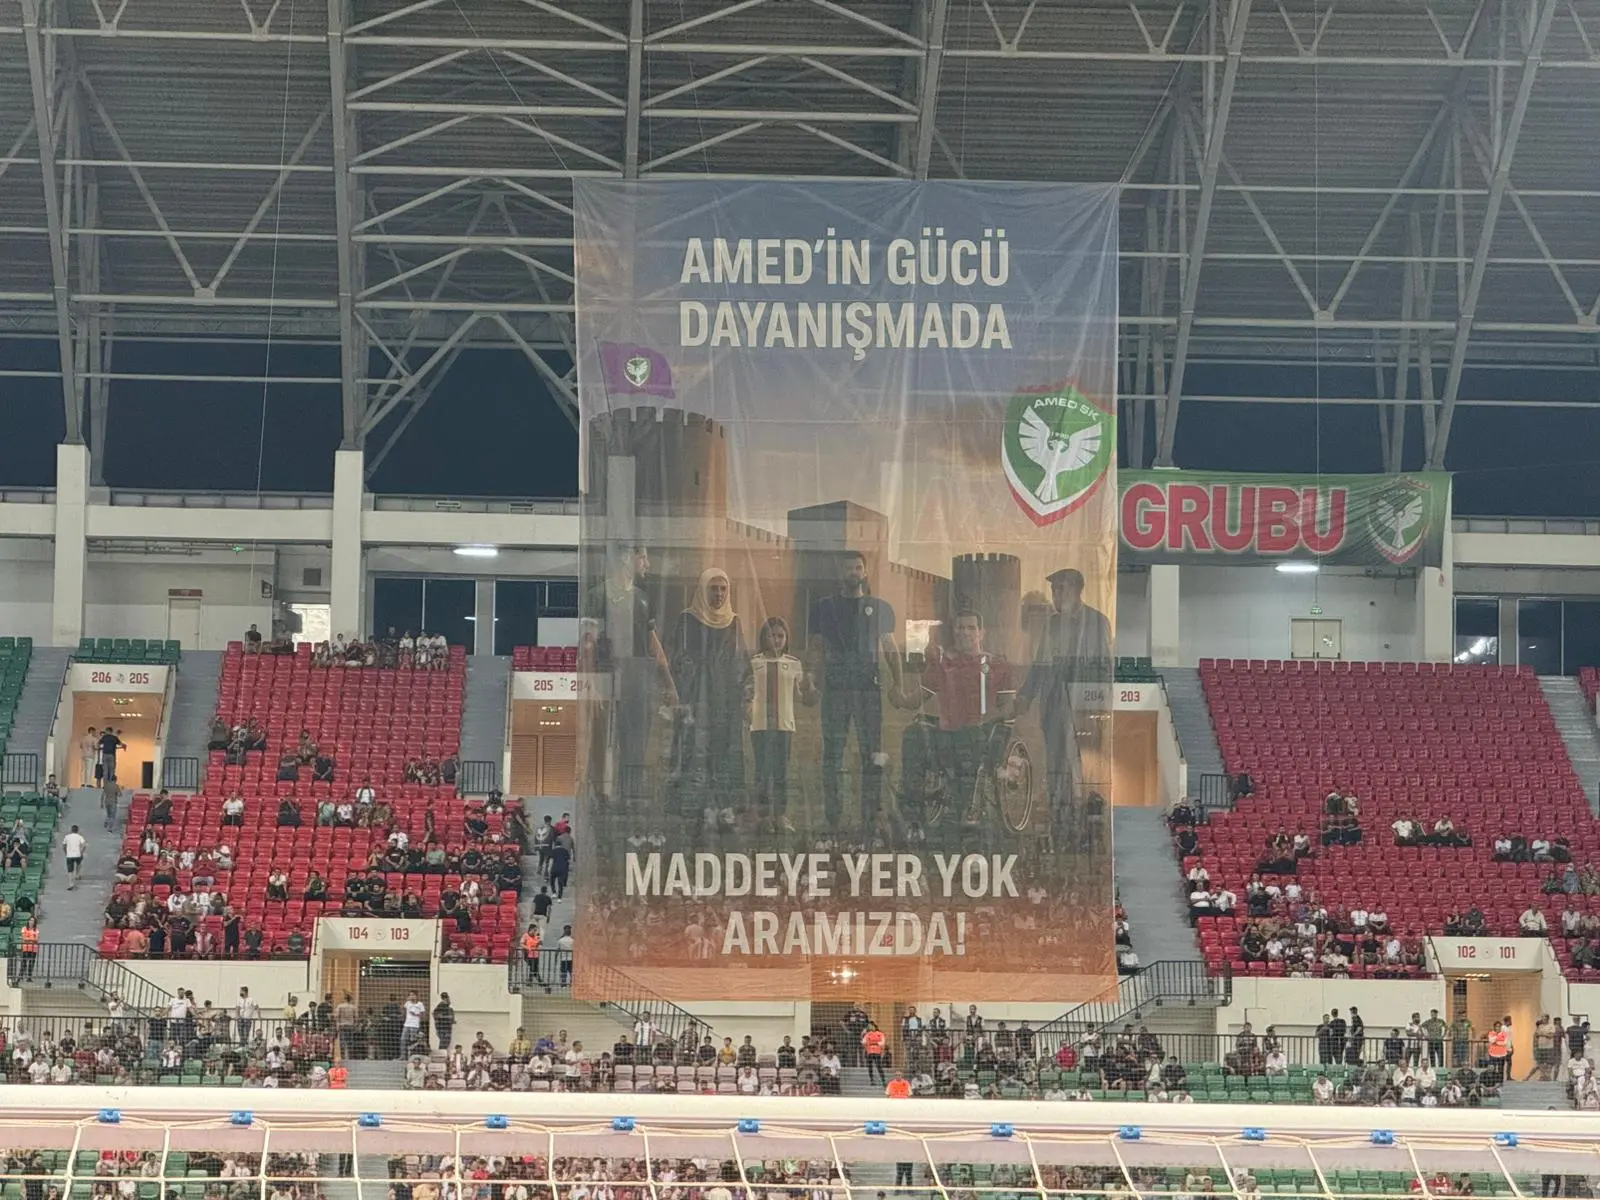 AMED'İN GÜCÜ
DAYANIŞMADA
AMED SK
GRUBU
MADDEYE YER YOK
ARAMIZDA!
206 205
205 204
204 203
104 103
102 101